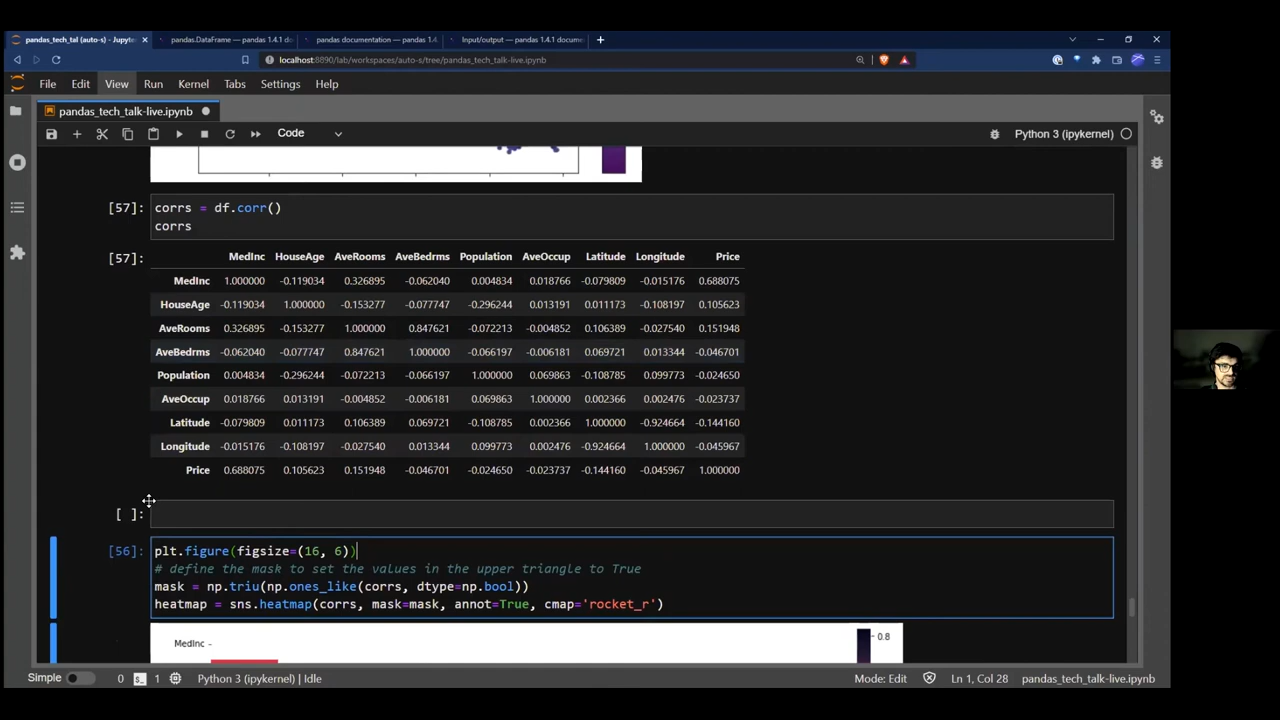 pandas_tech_tal (auto-s) - Jupyte
pandas.DataFrame — pandas 1.4.1 do
pandas documentation — pandas 1.4.
Input/output — pandas 1.4.1 docume
localhost:8890/lab/workspaces/auto-s/tree/pandas_tech_talk-live.ipynb
File Edit View Run Kernel Tabs Settings Help
pandas_tech_talk-live.ipynb
Code
Python 3 (ipykernel)
[57]: corrs = df.corr()
corrs
[57]: MedInc HouseAge AveRooms AveBedrms Population AveOccup Latitude Longitude Price
MedInc 1.000000 -0.119034 0.326895 -0.062040 0.004834 0.018766 -0.079809 -0.015176 0.688075
HouseAge -0.119034 1.000000 -0.153277 -0.077747 -0.296244 0.013191 0.011173 -0.108197 0.105623
AveRooms 0.326895 -0.153277 1.000000 0.847621 -0.072213 -0.004852 0.106389 -0.027540 0.151948
AveBedrms -0.062040 -0.077747 0.847621 1.000000 -0.066197 -0.006181 0.069721 0.013344 -0.046701
Population 0.004834 -0.296244 -0.072213 -0.066197 1.000000 0.069863 -0.108785 0.099773 -0.024650
AveOccup 0.018766 0.013191 -0.004852 -0.006181 0.069863 1.000000 0.002366 0.002476 -0.023737
Latitude -0.079809 0.011173 0.106389 0.069721 -0.108785 0.002366 1.000000 -0.924664 -0.144160
Longitude -0.015176 -0.108197 -0.027540 0.013344 0.099773 0.002476 -0.924664 1.000000 -0.045967
Price 0.688075 0.105623 0.151948 -0.046701 -0.024650 -0.023737 -0.144160 -0.045967 1.000000
[ ]:
[56]: plt.figure(figsize=(16, 6))
# define the mask to set the values in the upper triangle to True
mask = np.triu(np.ones_like(corrs, dtype=np.bool))
heatmap = sns.heatmap(corrs, mask=mask, annot=True, cmap='rocket_r')
MedInc - - 0.8
Simple 0 1 Python 3 (ipykernel) | Idle Mode: Edit Ln 1, Col 28 pandas_tech_talk-live.ipynb